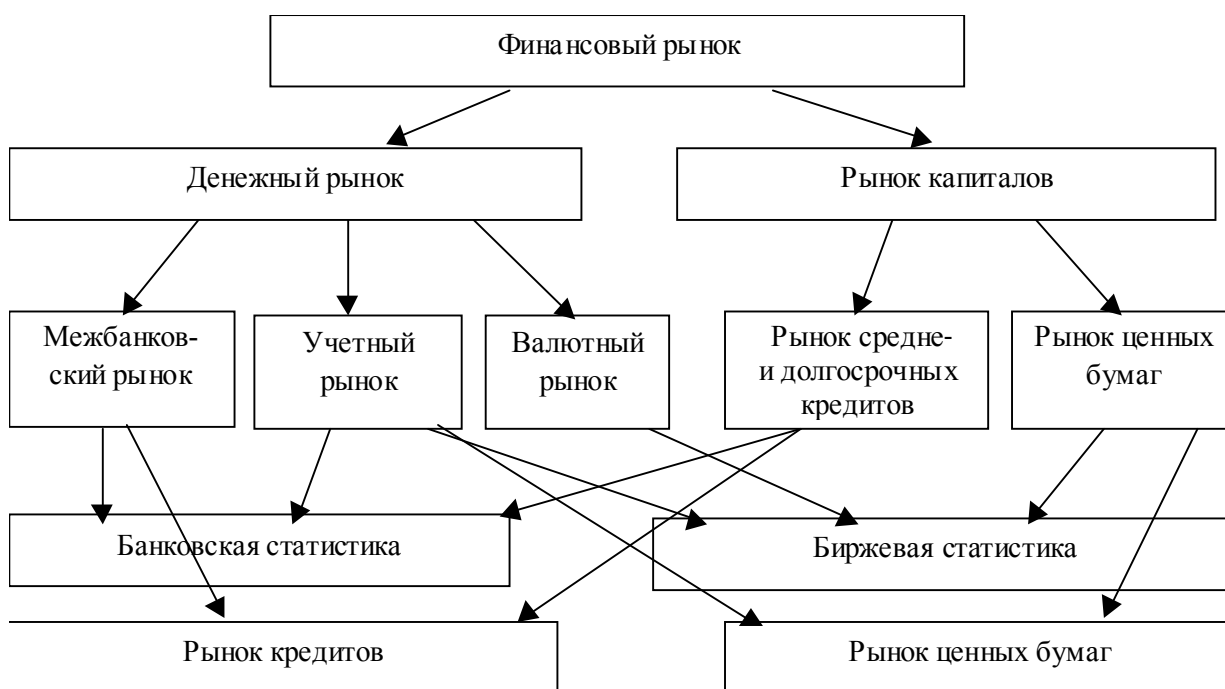 Финансовый рынок
Денежный рынок
Рынок капиталов
Межбанков-
ский рынок
Учетный
рынок
Валютный
рынок
Рынок средне-
и долгосрочных
кредитов
Рынок ценных
бумаг
Банковская статистика
Биржевая статистика
Рынок кредитов
Рынок ценных бумаг